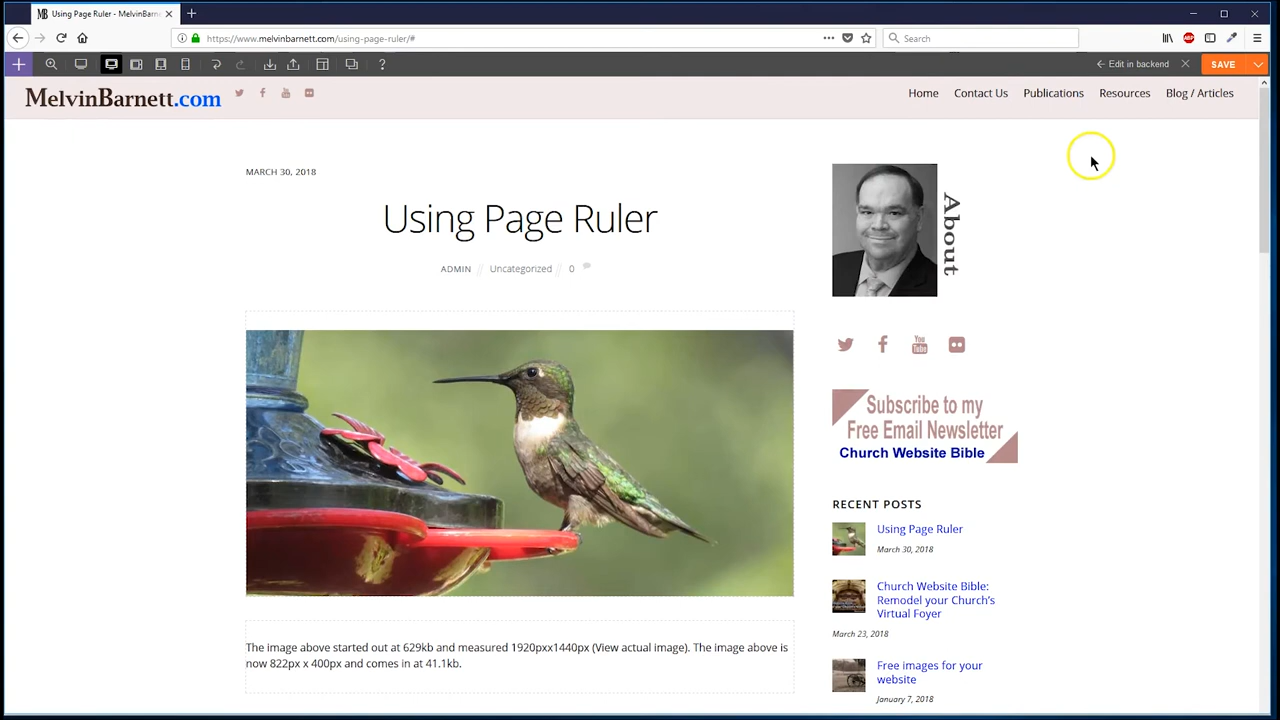 Using Page Ruler - MelvinBarne
https://www.melvinbarnett.com/using-page-ruler/#
Search
Edit in backend
SAVE
MelvinBarnett.com
Home
Contact Us
Publications
Resources
Blog / Articles
MARCH 30, 2018
Using Page Ruler
ADMIN // Uncategorized // 0
The image above started out at 629kb and measured 1920pxx1440px (View actual image). The image above is
now 822px x 400px and comes in at 41.1kb.
About
You
Tube
Subscribe to my
Free Email Newsletter
Church Website Bible
RECENT POSTS
Using Page Ruler
March 30, 2018
Church Website Bible:
Remodel your Church's
Virtual Foyer
March 23, 2018
Free images for your
website
January 7, 2018